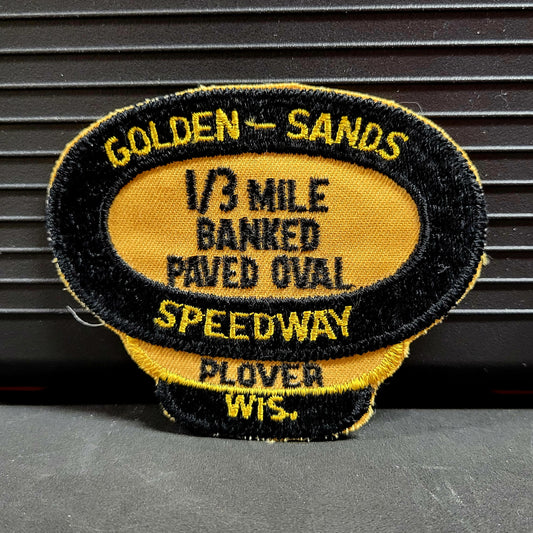 GOLDEN - SANDS
1/3 MILE
BANKED
PAVED OVAL
SPEEDWAY
PLOVER
WIS.